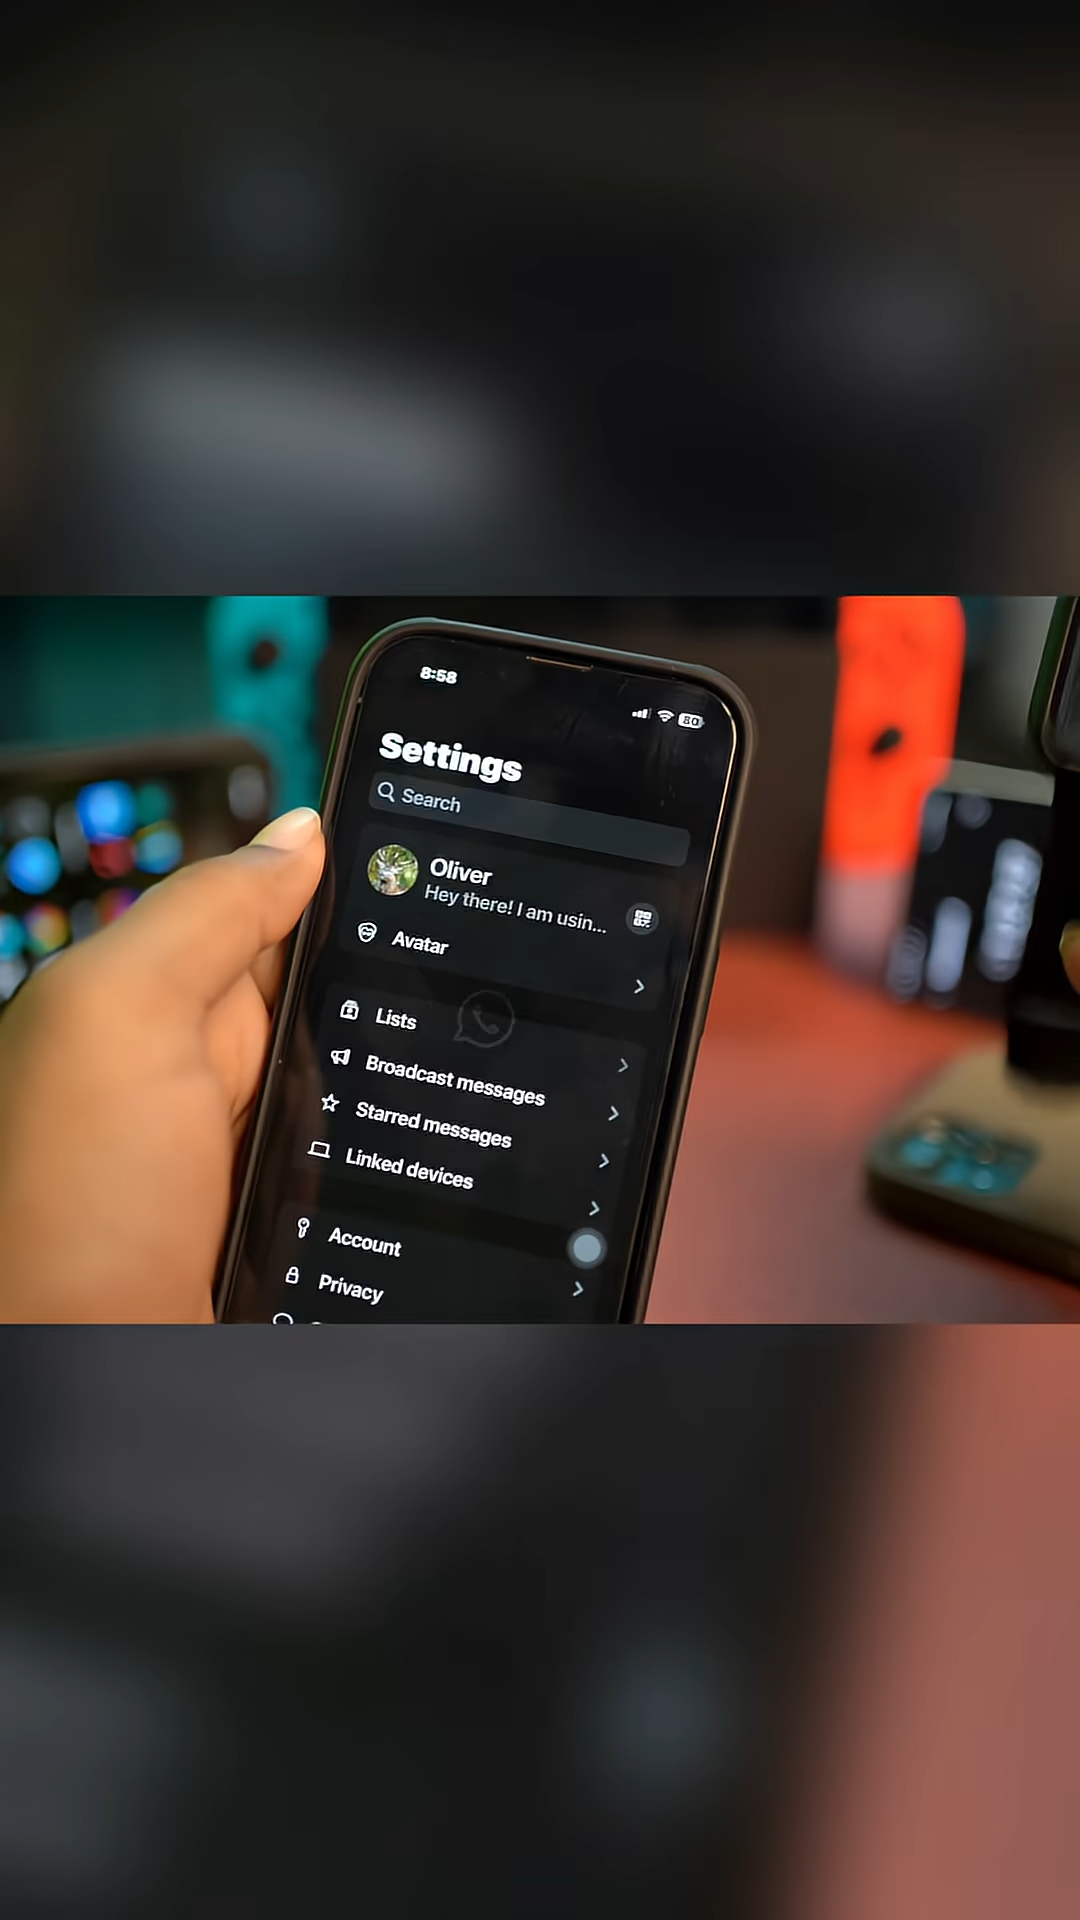 8:58
80
Settings
Search
Oliver
Hey there! I am usin...
Avatar
Lists
Broadcast messages
Starred messages
Linked devices
Account
Privacy